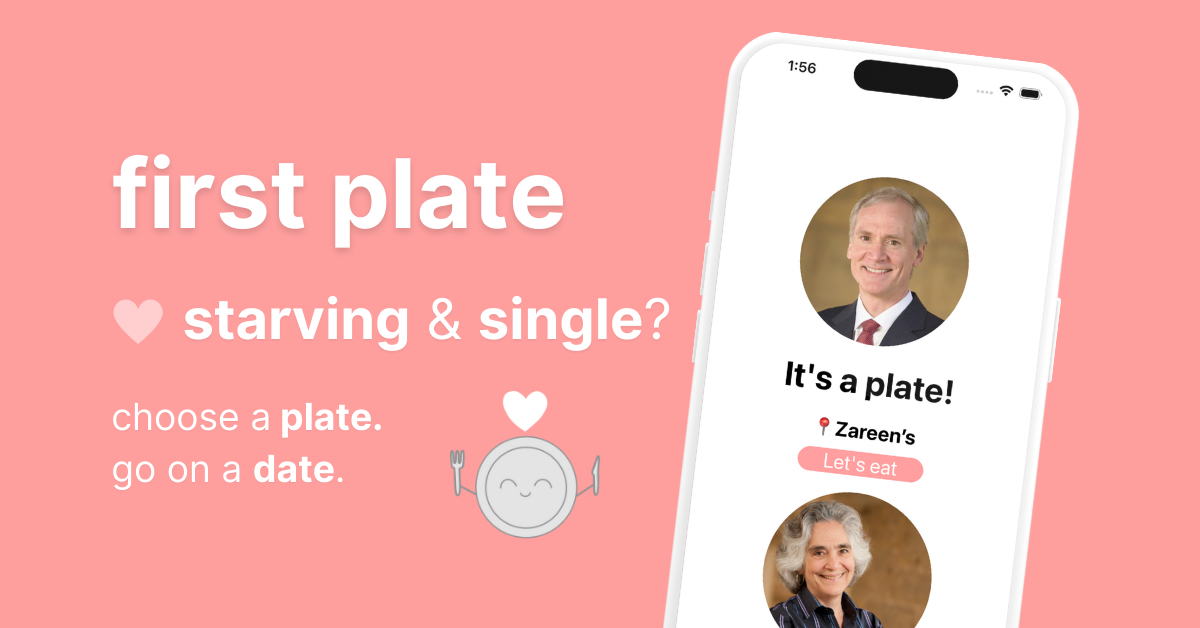 first plate
starving & single?
choose a plate.
go on a date.
1:56
It's a plate!
📍Zareen's
Let's eat